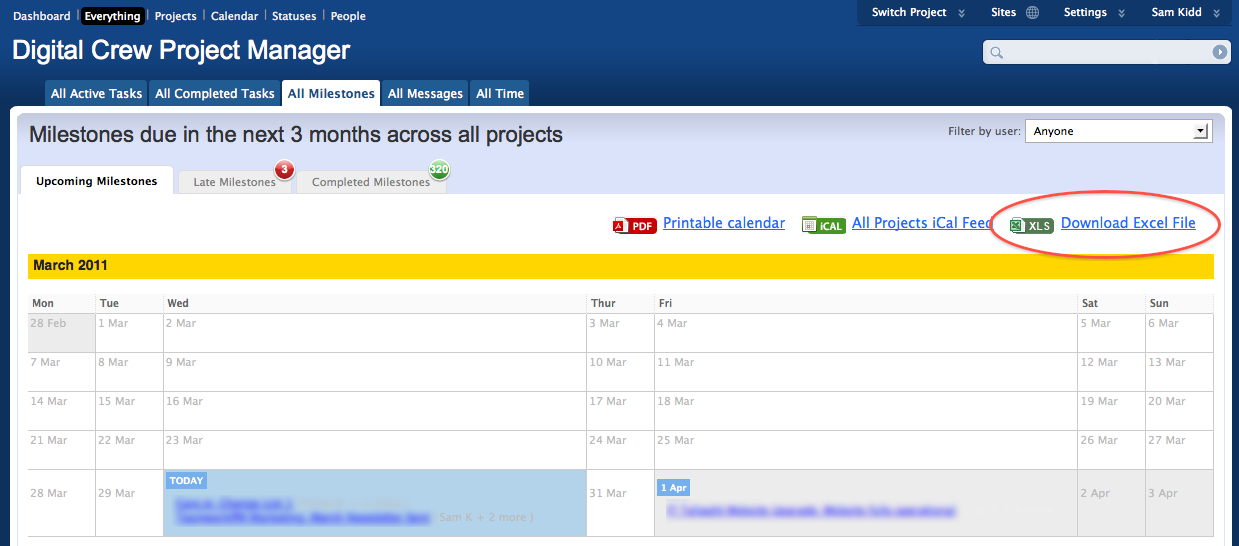 Dashboard Everything Projects Calendar Statuses People
Switch Project Sites Settings Sam Kidd
Digital Crew Project Manager
All Active Tasks All Completed Tasks All Milestones All Messages All Time
Milestones due in the next 3 months across all projects
Filter by user: Anyone
Upcoming Milestones Late Milestones 3 Completed Milestones 320
PDF Printable calendar iCAL All Projects iCal Feed XLS Download Excel File
March 2011
Mon Tue Wed Thur Fri Sat Sun
28 Feb 1 Mar 2 Mar 3 Mar 4 Mar 5 Mar 6 Mar
7 Mar 8 Mar 9 Mar 10 Mar 11 Mar 12 Mar 13 Mar
14 Mar 15 Mar 16 Mar 17 Mar 18 Mar 19 Mar 20 Mar
21 Mar 22 Mar 23 Mar 24 Mar 25 Mar 26 Mar 27 Mar
TODAY
1 Apr
28 Mar 29 Mar 31 Mar 2 Apr 3 Apr
Sam K + 2 more )